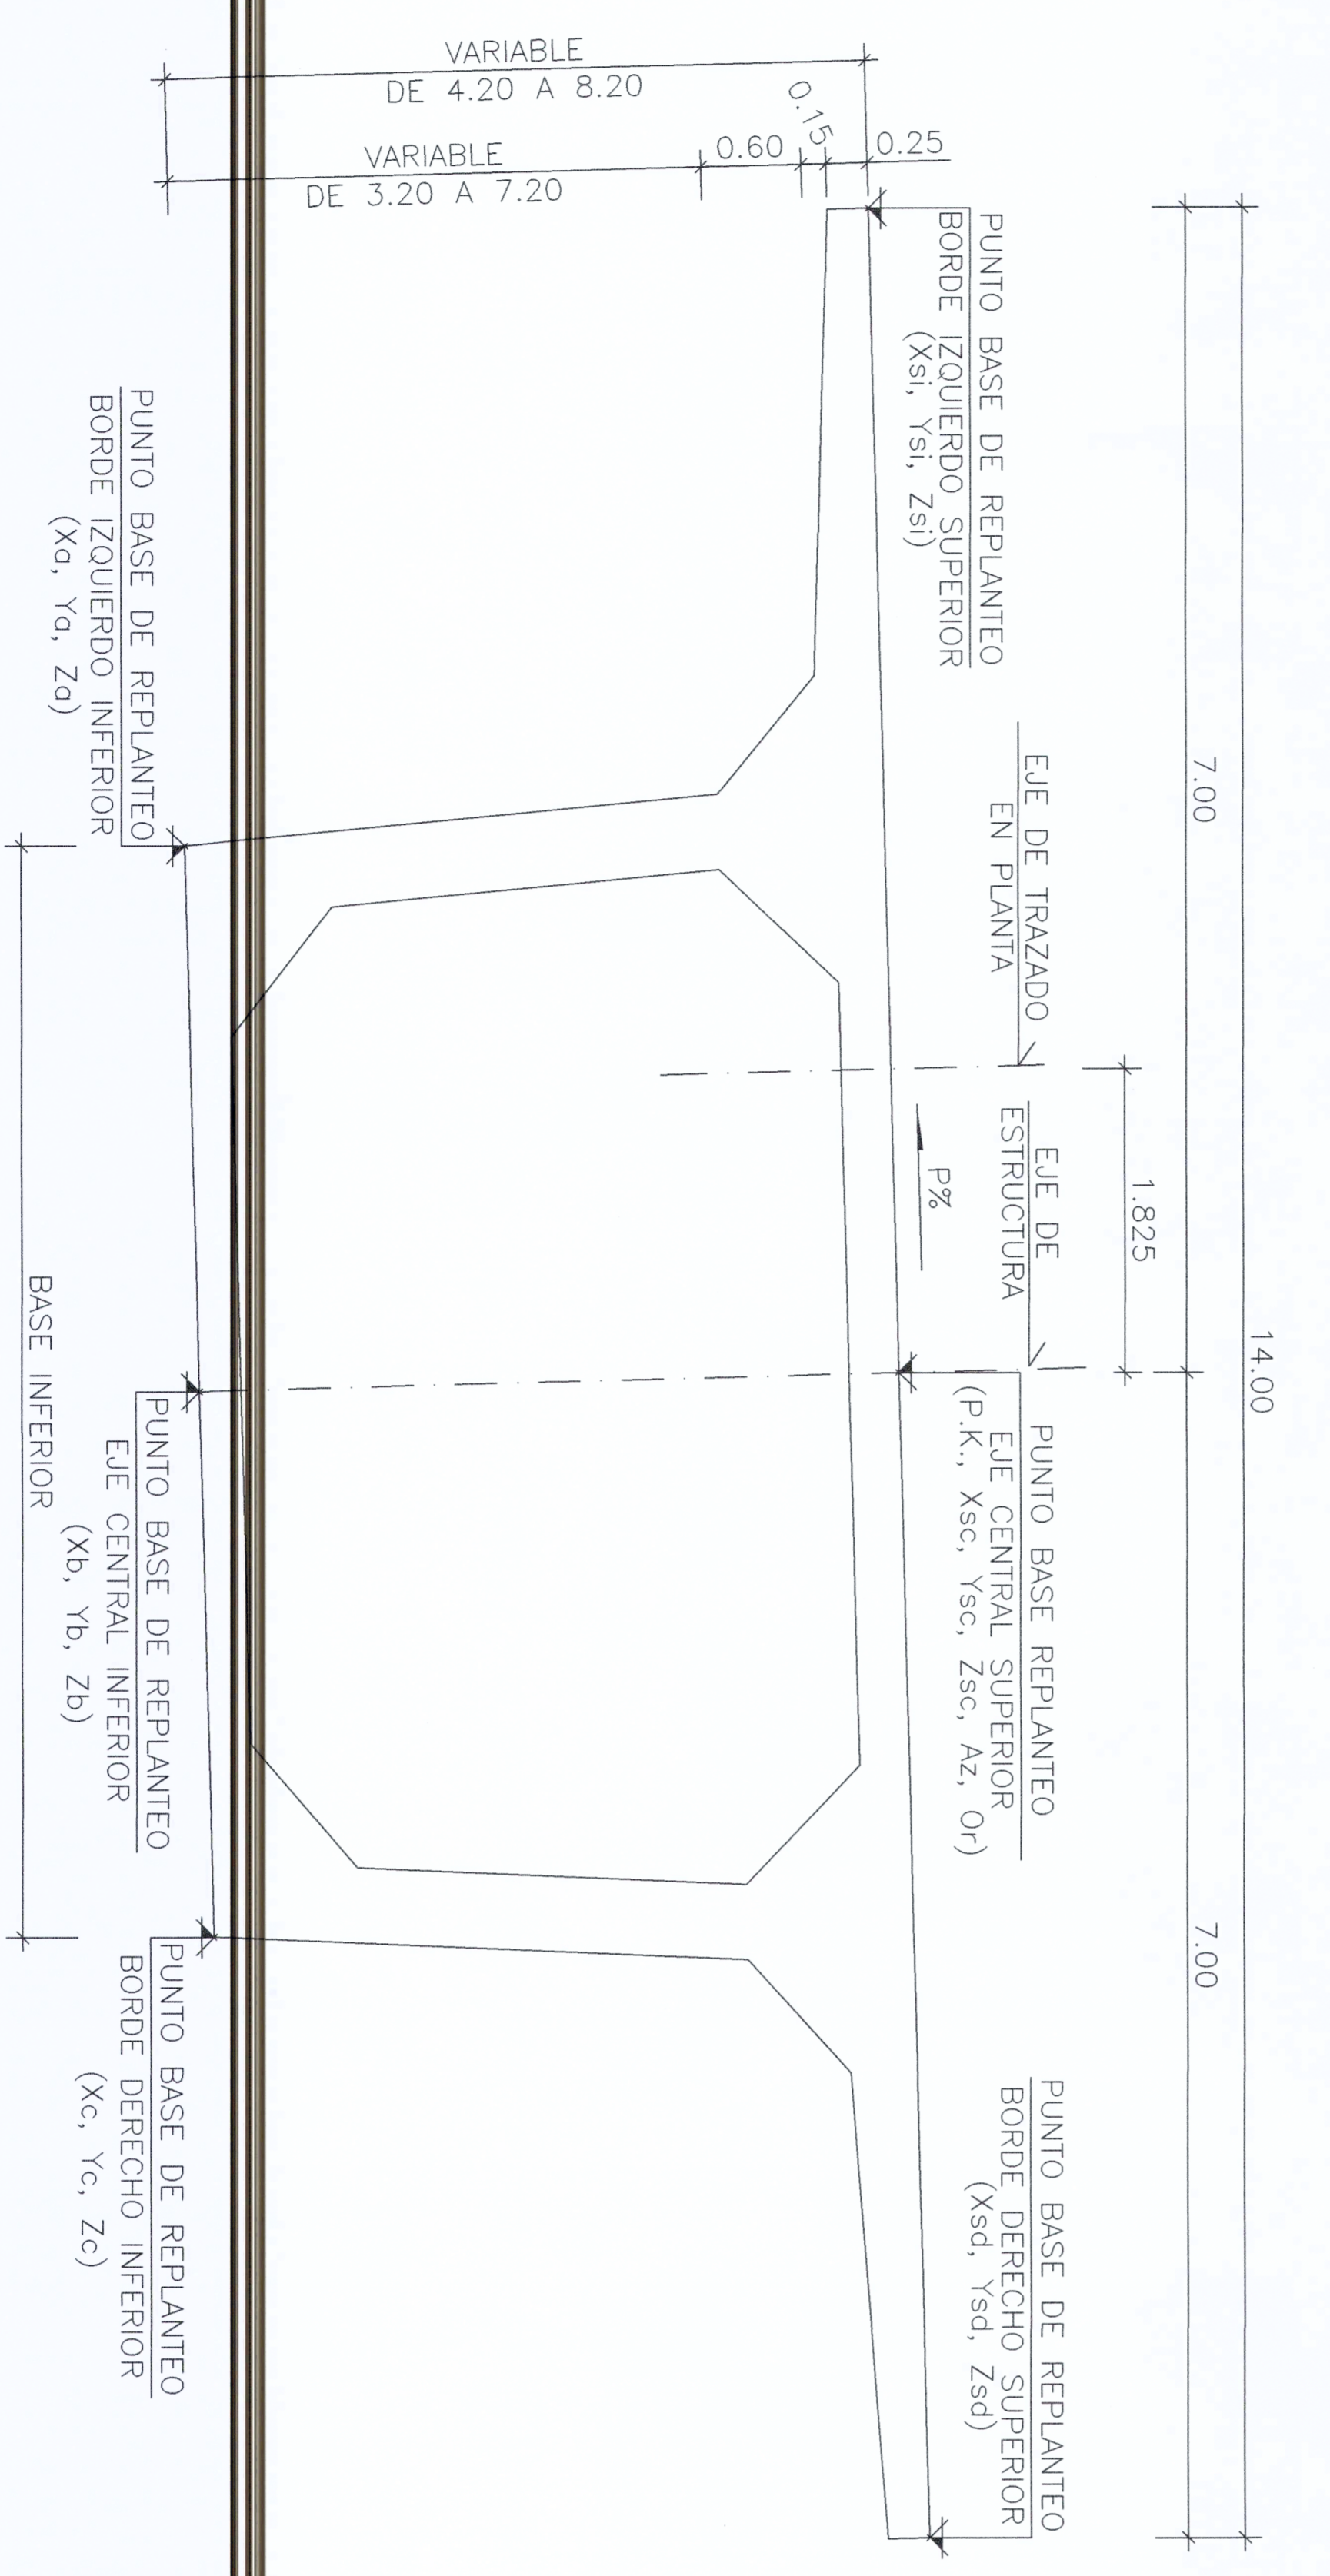 14.00
7.00
7.00
1.825
PUNTO BASE DE REPLANTEO
BORDE IZQUIERDO SUPERIOR
(Xsi, Ysi, Zsi)
EJE DE TRAZADO
EN PLANTA
EJE DE
ESTRUCTURA
P%
PUNTO BASE REPLANTEO
EJE CENTRAL SUPERIOR
(P.K., Xsc, Ysc, Zsc, Az, Or)
PUNTO BASE DE REPLANTEO
BORDE DERECHO SUPERIOR
(Xsd, Ysd, Zsd)
0.25
0.15
0.60
VARIABLE
DE 4.20 A 8.20
VARIABLE
DE 3.20 A 7.20
PUNTO BASE DE REPLANTEO
BORDE IZQUIERDO INFERIOR
(Xa, Ya, Za)
PUNTO BASE DE REPLANTEO
EJE CENTRAL INFERIOR
(Xb, Yb, Zb)
PUNTO BASE DE REPLANTEO
BORDE DERECHO INFERIOR
(Xc, Yc, Zc)
BASE INFERIOR